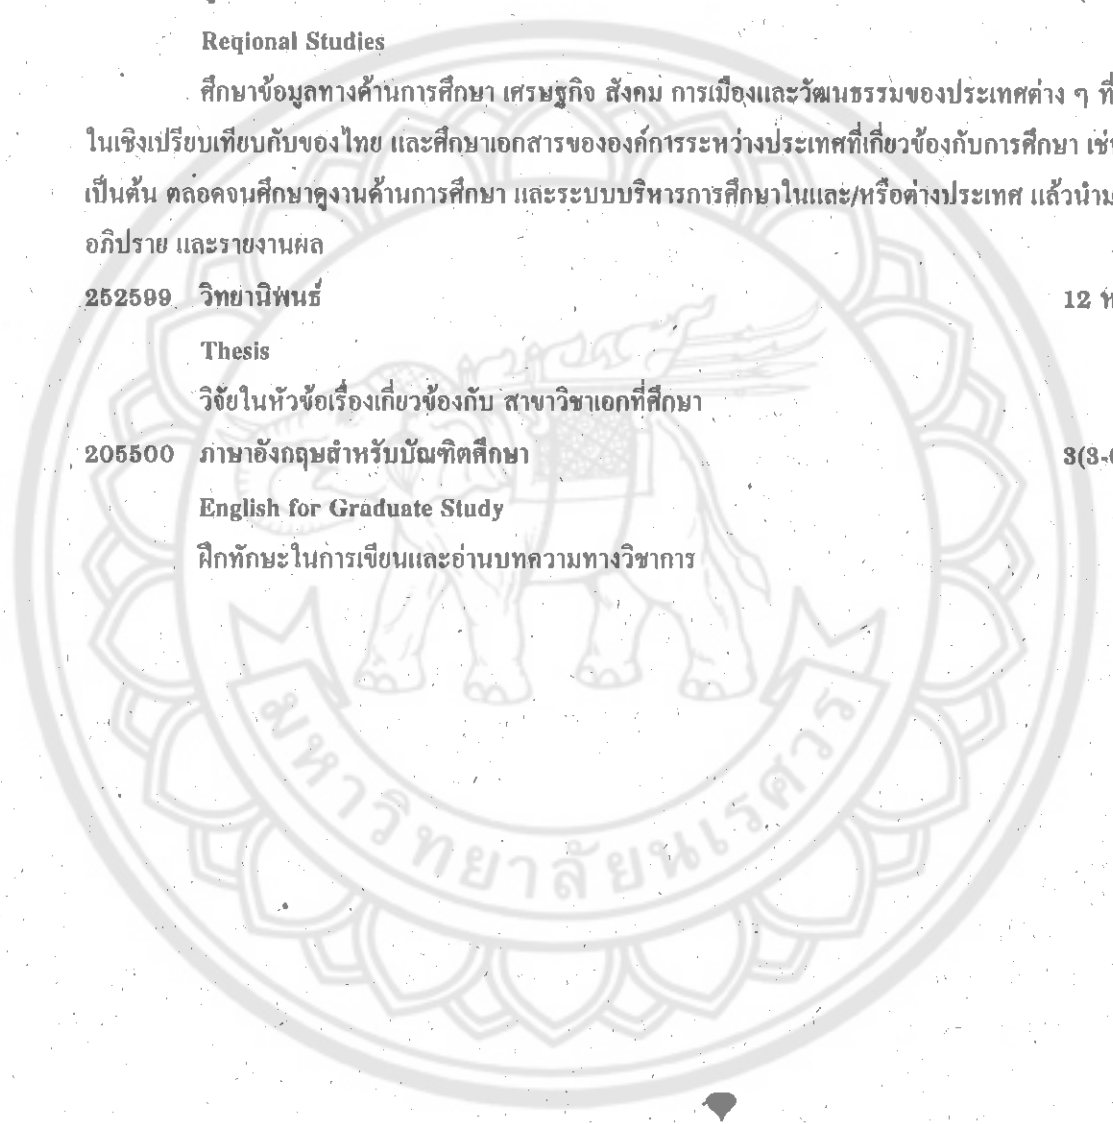 Reqional Studies
ศึกษาข้อมูลทางด้านการศึกษา เศรษฐกิจ สังคม การเมืองและวัฒนธรรมของประเทศต่าง ๆ ที่
ในเชิงเปรียบเทียบกับของไทย และศึกษาเอกสารขององค์การระหว่างประเทศที่เกี่ยวข้องกับการศึกษา
เป็นต้น ตลอดจนศึกษาดูงานด้านการศึกษา และระบบบริหารการศึกษาในและ/หรือต่างประเทศ แล้วนำ
อภิปราย และรายงานผล
252599 วิทยานิพนธ์ 12
Thesis
วิจัยในหัวข้อเรื่องเกี่ยวข้องกับ สาขาวิชาเอกที่ศึกษา
205500 ภาษาอังกฤษสำหรับบัณฑิตศึกษา 3(3-
English for Graduate Study
ฝึกทักษะในการเขียนและอ่านบทความทางวิชาการ
มหาวิทยาลัยนเรศวร